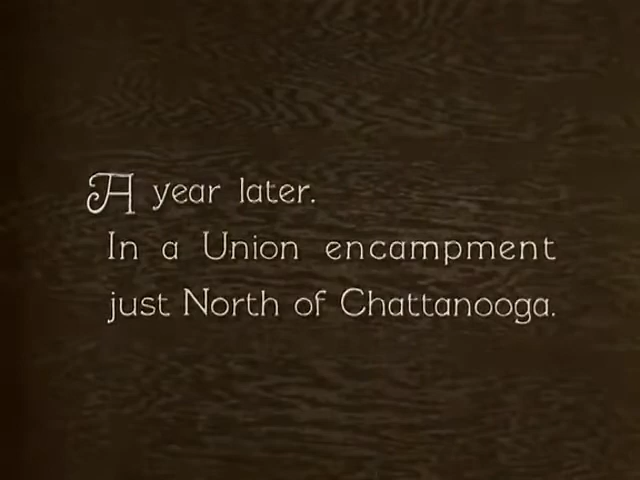 A year later.
In a Union encampment
just North of Chattanooga.